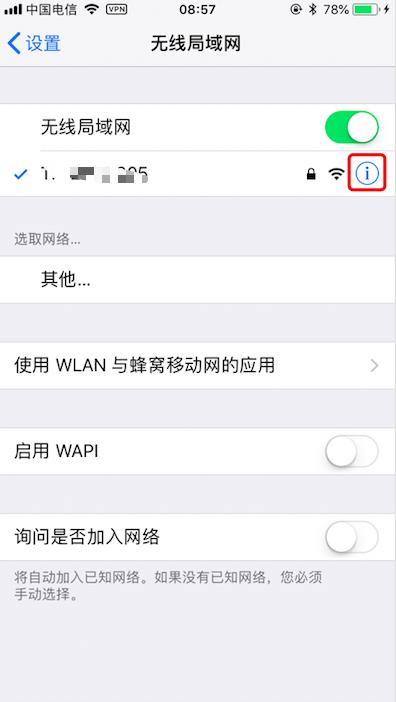 中国电信 VPN 08:57 78%
设置 无线局域网
无线局域网
选取网络...
其他...
使用 WLAN 与蜂窝移动网的应用
启用 WAPI
询问是否加入网络
将自动加入已知网络。如果没有已知网络，您必须
手动选择。